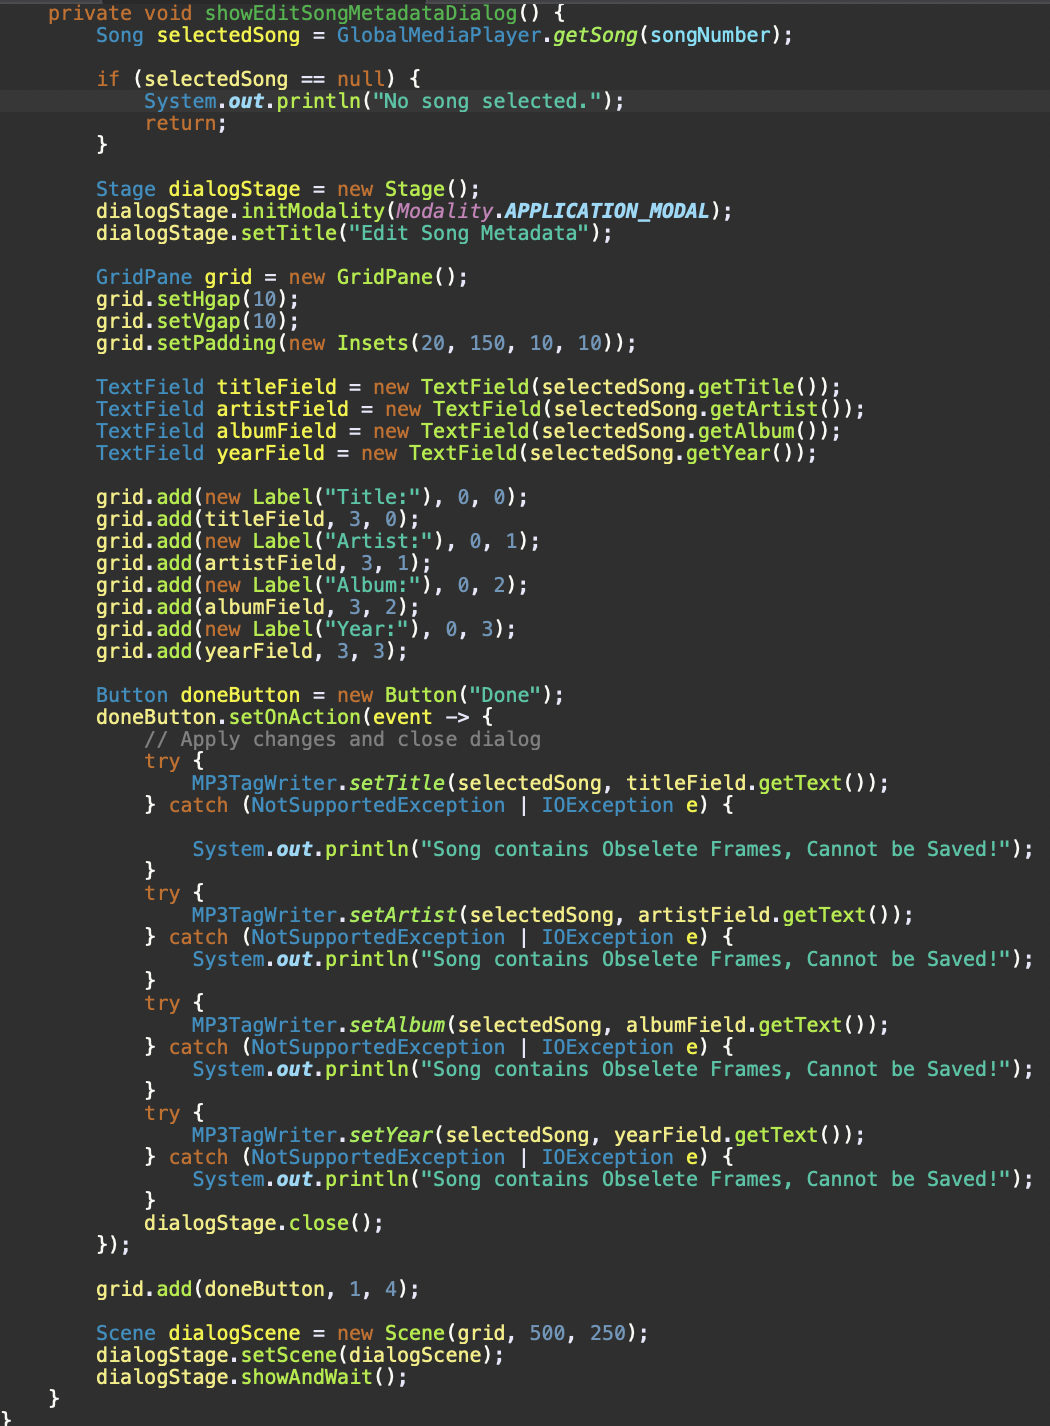 private void showEditSongMetadataDialog() {
Song selectedSong = GlobalMediaPlayer.getSong(songNumber);
if (selectedSong == null) {
System.out.println("No song selected.");
return;
}
Stage dialogStage = new Stage();
dialogStage.initModality(Modality.APPLICATION_MODAL);
dialogStage.setTitle("Edit Song Metadata");
GridPane grid = new GridPane();
grid.setHgap(10);
grid.setVgap(10);
grid.setPadding(new Insets(20, 150, 10, 10));
TextField titleField = new TextField(selectedSong.getTitle());
TextField artistField = new TextField(selectedSong.getArtist());
TextField albumField = new TextField(selectedSong.getAlbum());
TextField yearField = new TextField(selectedSong.getYear());
grid.add(new Label("Title:"), 0, 0);
grid.add(titleField, 3, 0);
grid.add(new Label("Artist:"), 0, 1);
grid.add(artistField, 3, 1);
grid.add(new Label("Album:"), 0, 2);
grid.add(albumField, 3, 2);
grid.add(new Label("Year:"), 0, 3);
grid.add(yearField, 3, 3);
Button doneButton = new Button("Done");
doneButton.setOnAction(event -> {
// Apply changes and close dialog
try {
MP3TagWriter.setTitle(selectedSong, titleField.getText());
} catch (NotSupportedException | IOException e) {
System.out.println("Song contains Obselete Frames, Cannot be Saved!");
}
try {
MP3TagWriter.setArtist(selectedSong, artistField.getText());
} catch (NotSupportedException | IOException e) {
System.out.println("Song contains Obselete Frames, Cannot be Saved!");
}
try {
MP3TagWriter.setAlbum(selectedSong, albumField.getText());
} catch (NotSupportedException | IOException e) {
System.out.println("Song contains Obselete Frames, Cannot be Saved!");
}
try {
MP3TagWriter.setYear(selectedSong, yearField.getText());
} catch (NotSupportedException | IOException e) {
System.out.println("Song contains Obselete Frames, Cannot be Saved!");
}
dialogStage.close();
});
grid.add(doneButton, 1, 4);
Scene dialogScene = new Scene(grid, 500, 250);
dialogStage.setScene(dialogScene);
dialogStage.showAndWait();
}
}